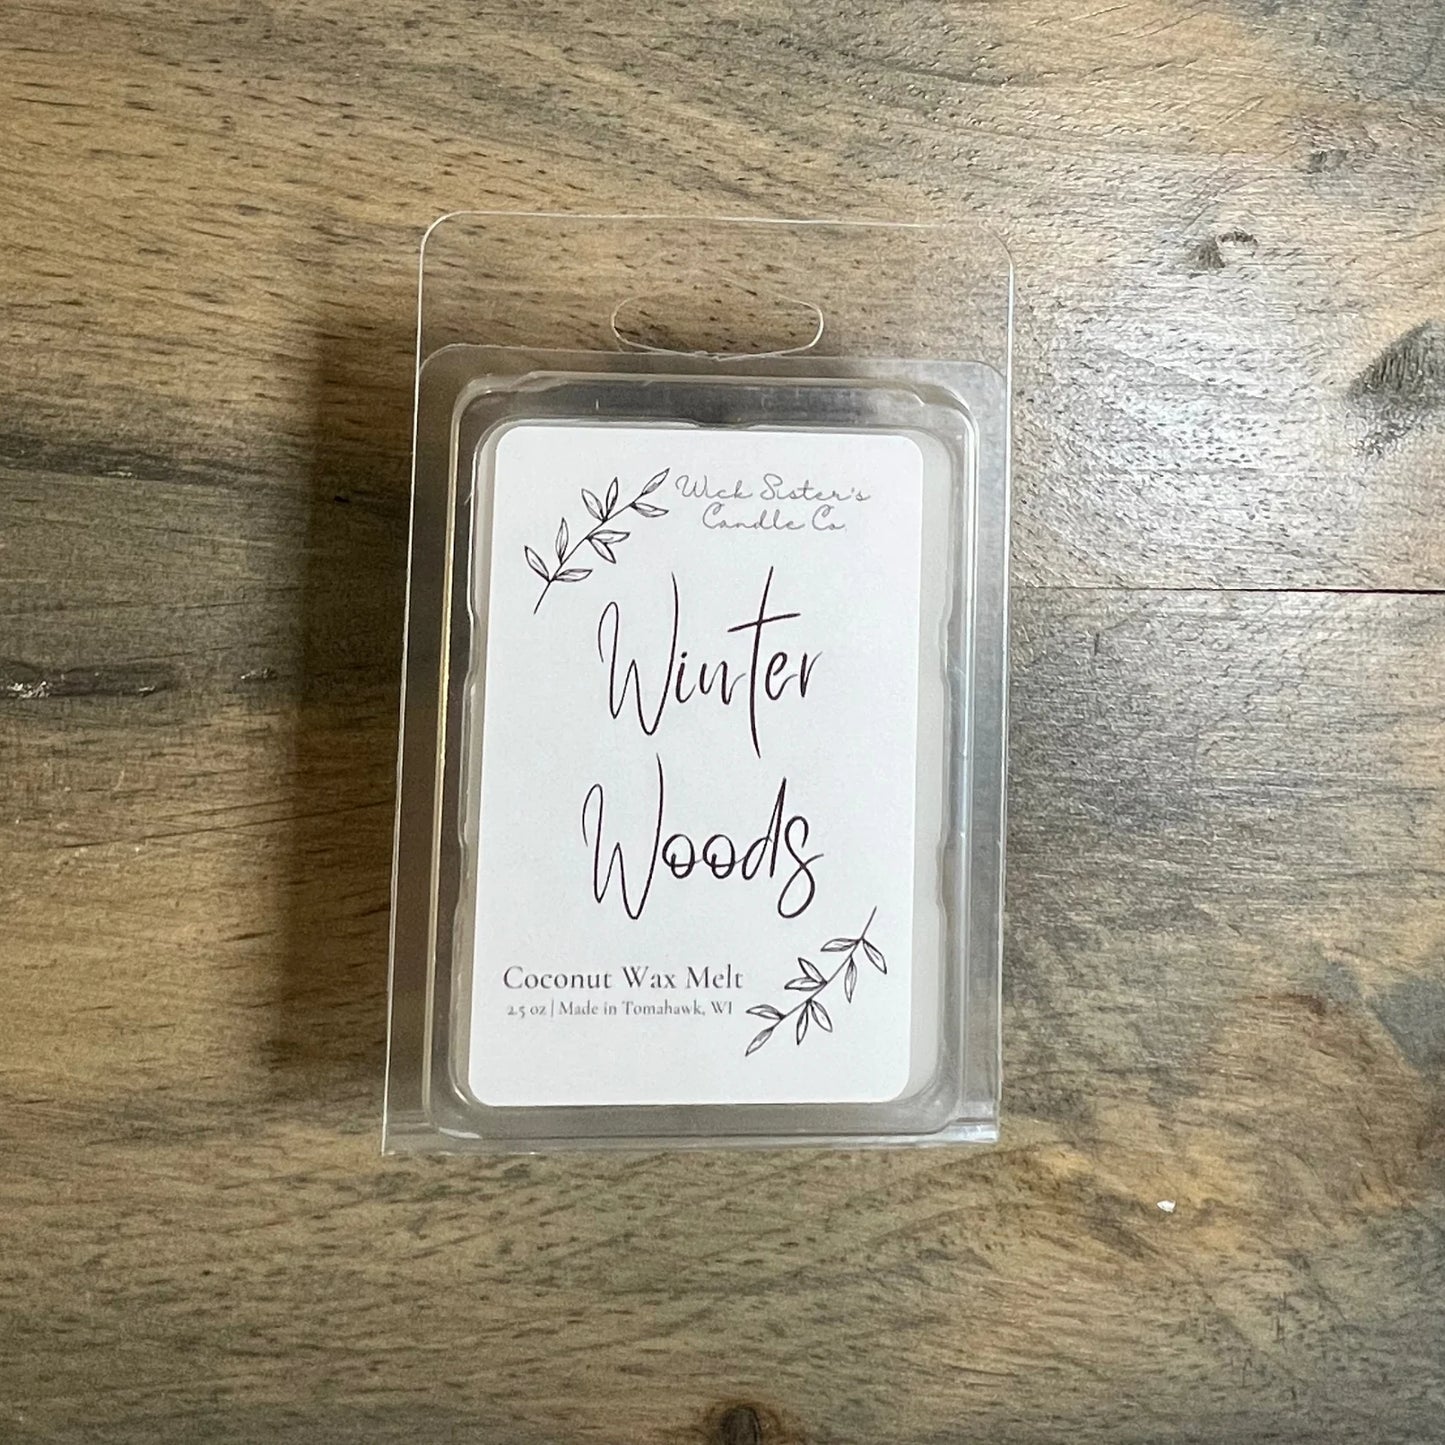 Wick Sister's
Candle Co.
Winter
Woods
Coconut Wax Melt
2.5 oz | Made in Tomahawk, WI